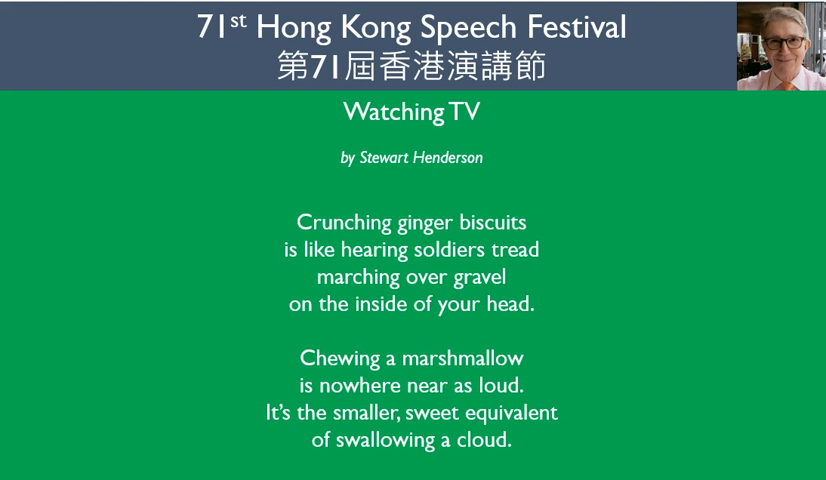 71st Hong Kong Speech Festival
第71屆香港演講節
Watching TV
by Stewart Henderson
Crunching ginger biscuits
is like hearing soldiers tread
marching over gravel
on the inside of your head.
Chewing a marshmallow
is nowhere near as loud.
It's the smaller, sweet equivalent
of swallowing a cloud.